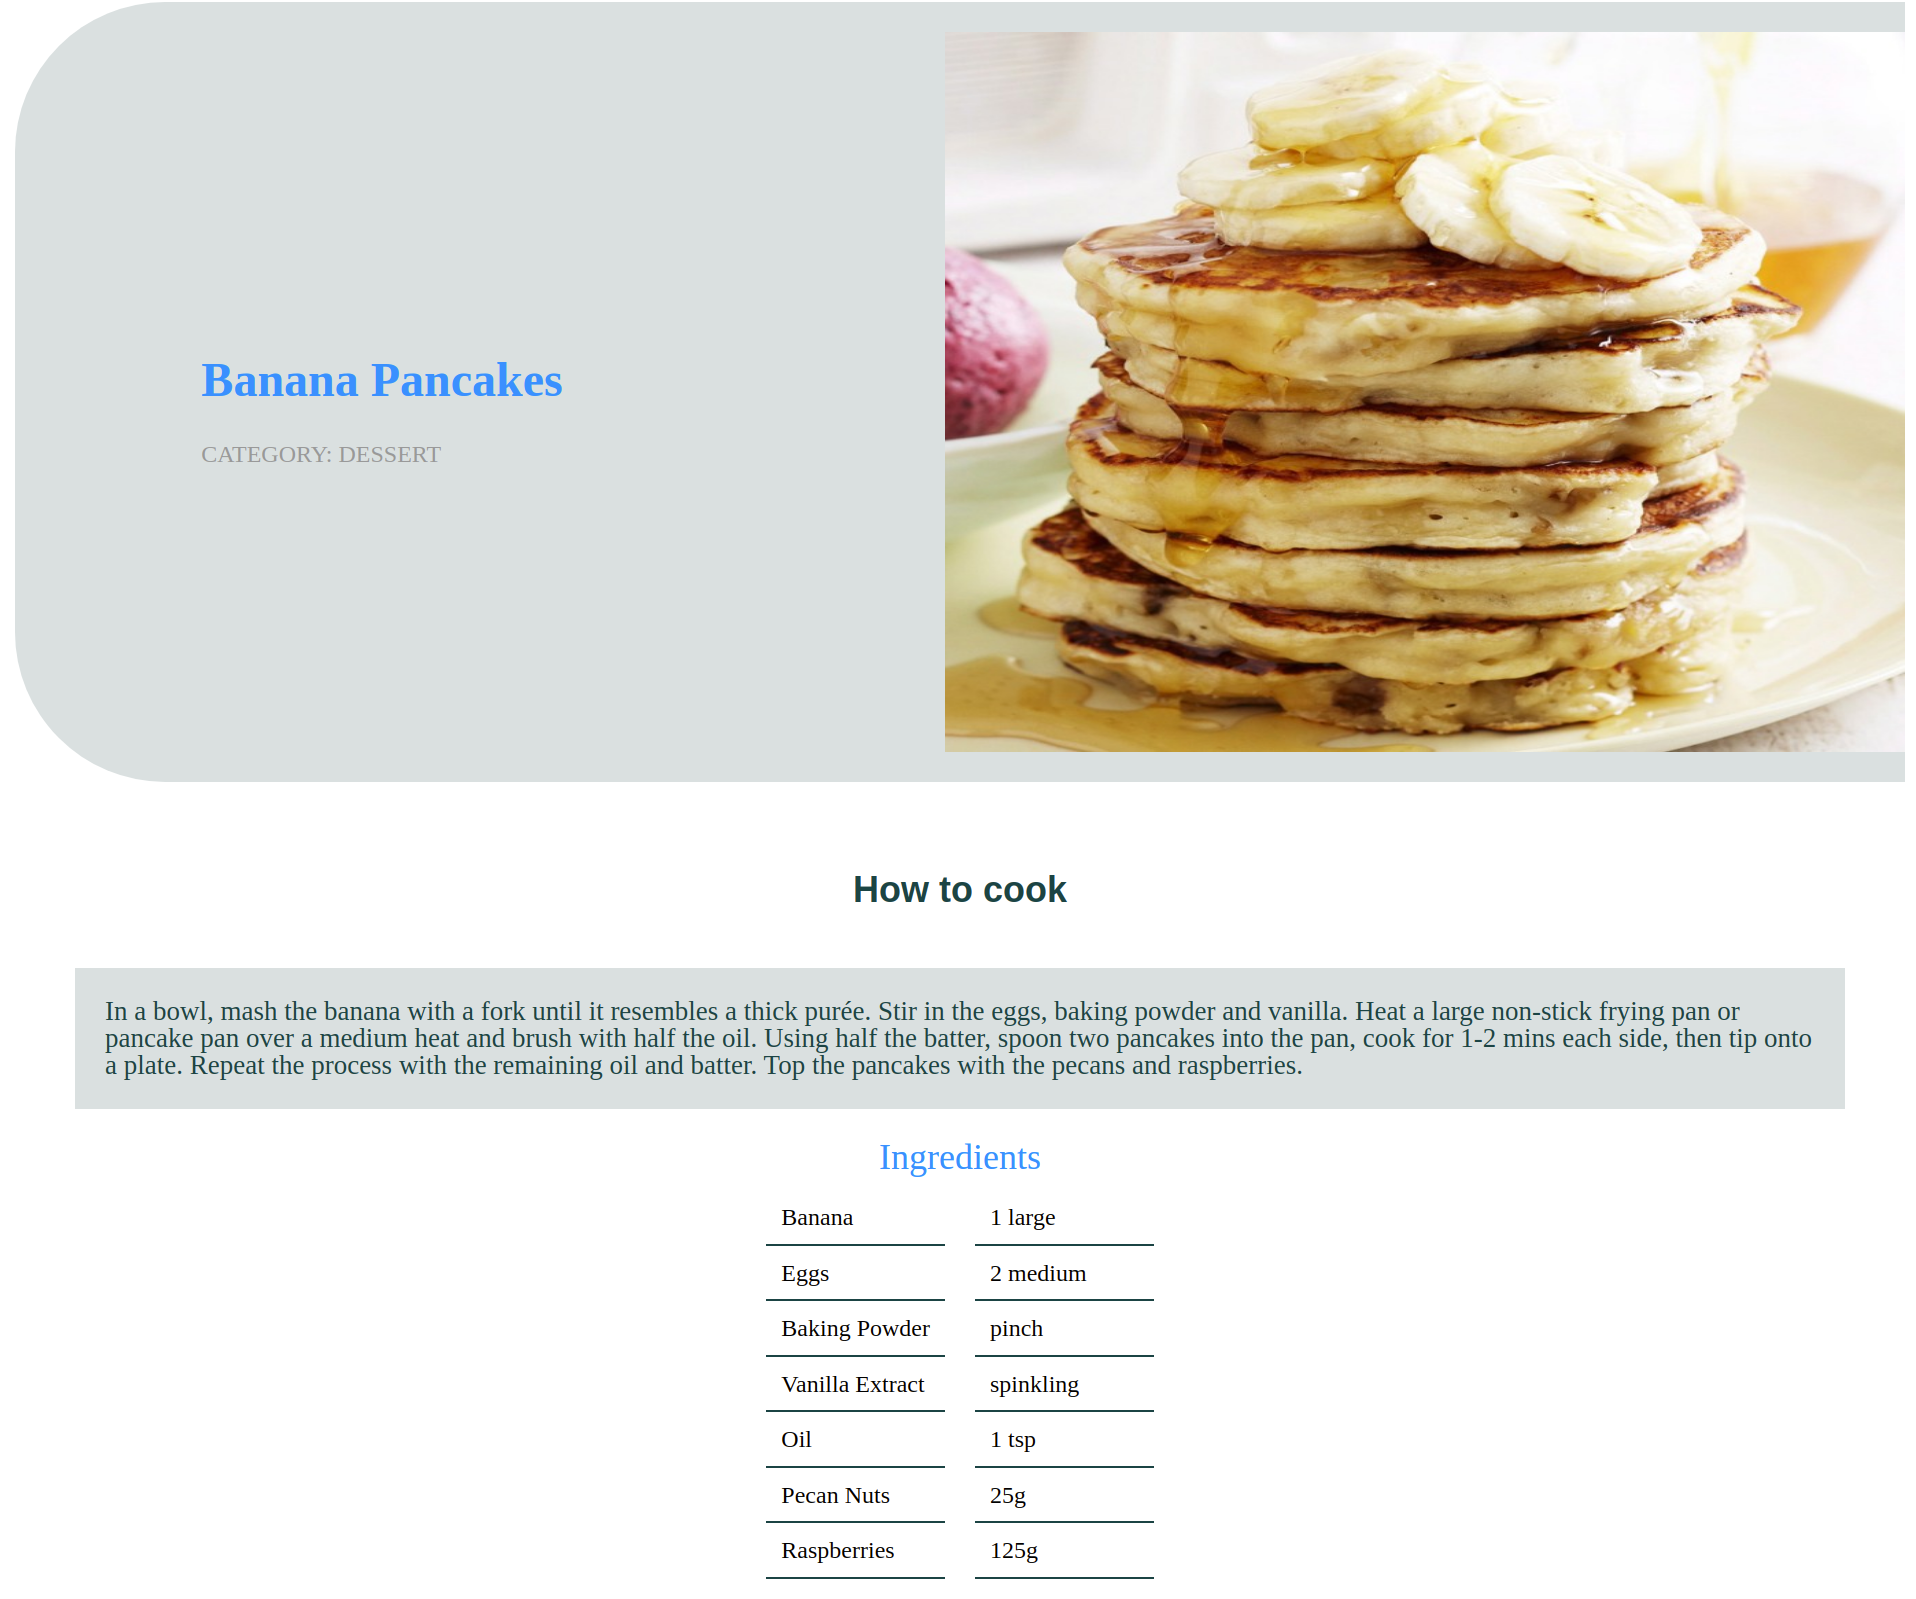 Banana Pancakes
CATEGORY: DESSERT
How to cook
In a bowl, mash the banana with a fork until it resembles a thick purée. Stir in the eggs, baking powder and vanilla. Heat a large non-stick frying pan or
pancake pan over a medium heat and brush with half the oil. Using half the batter, spoon two pancakes into the pan, cook for 1-2 mins each side, then tip onto
a plate. Repeat the process with the remaining oil and batter. Top the pancakes with the pecans and raspberries.
Ingredients
Banana 1 large
Eggs 2 medium
Baking Powder pinch
Vanilla Extract spinkling
Oil 1 tsp
Pecan Nuts 25g
Raspberries 125g